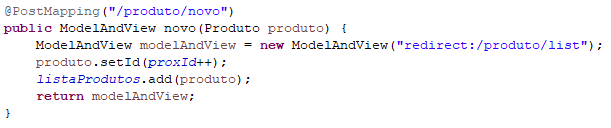 @PostMapping("/produto/novo")
public ModelAndView novo(Produto produto) {
    ModelAndView modelAndView = new ModelAndView("redirect:/produto/list");
    produto.setId(proxId++);
    listaProdutos.add(produto);
    return modelAndView;
}